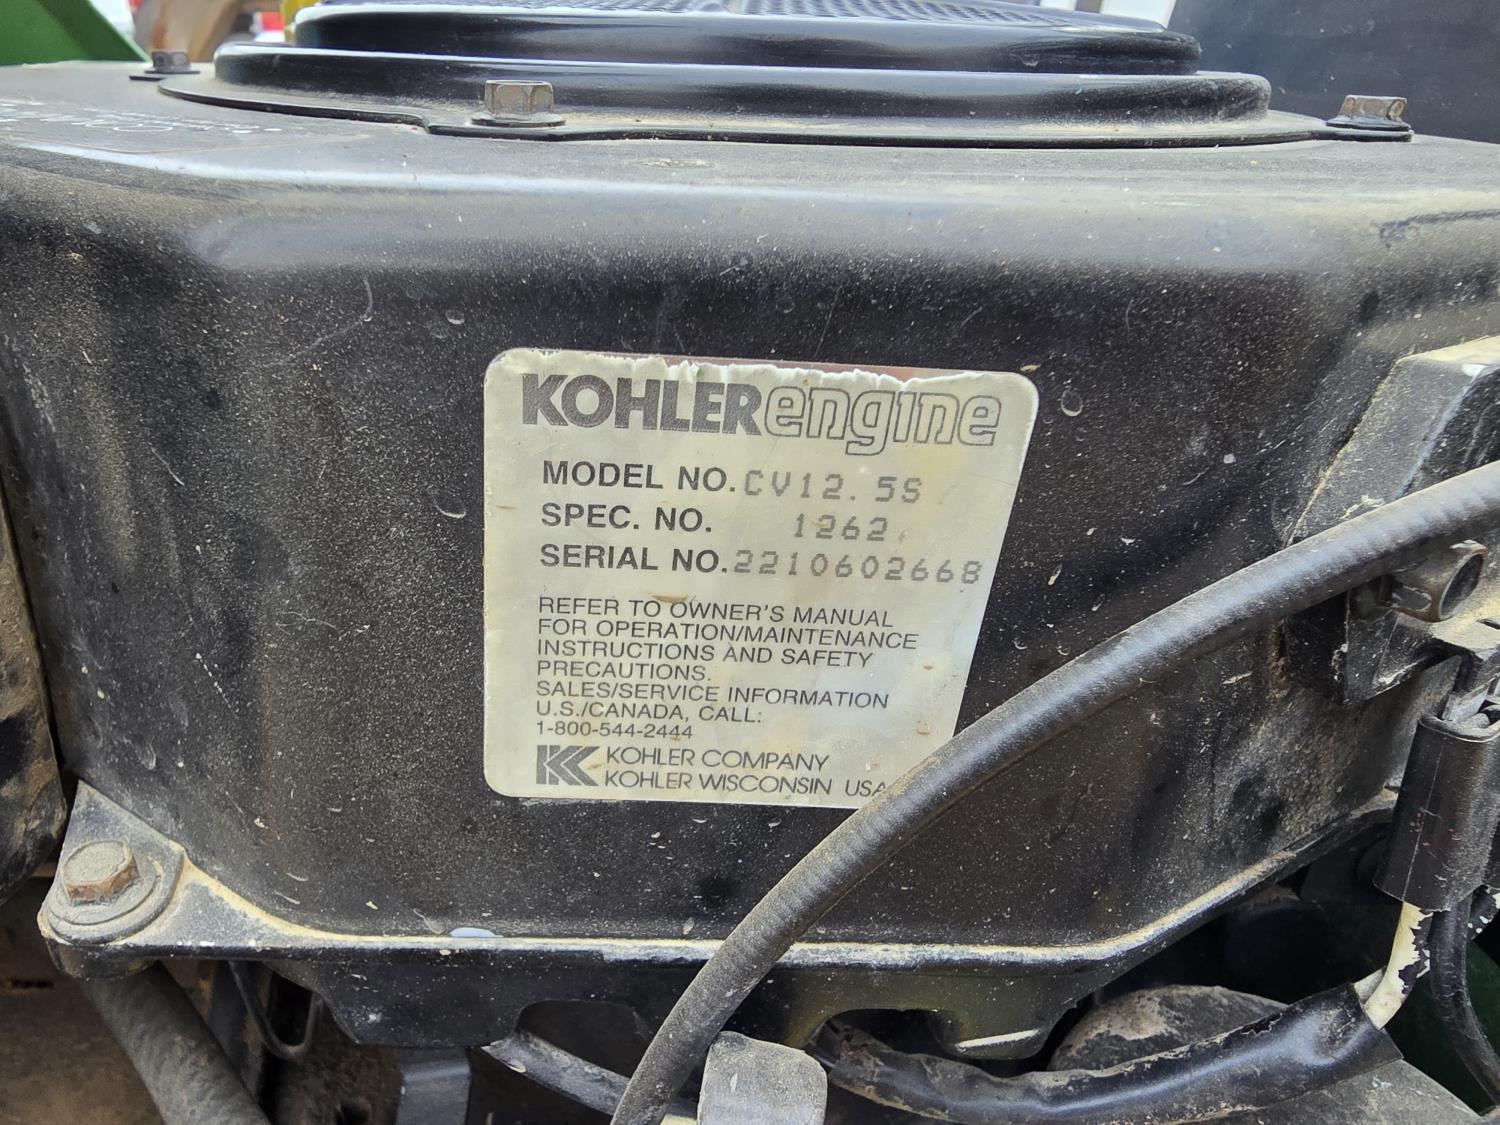 KOHLERengine
MODEL NO. CV12.5S
SPEC. NO. 1262
SERIAL NO. 2210602668
REFER TO OWNER'S MANUAL
FOR OPERATION/MAINTENANCE
INSTRUCTIONS AND SAFETY
PRECAUTIONS.
SALES/SERVICE INFORMATION
U.S./CANADA, CALL:
1-800-544-2444
KOHLER COMPANY
KOHLER WISCONSIN USA